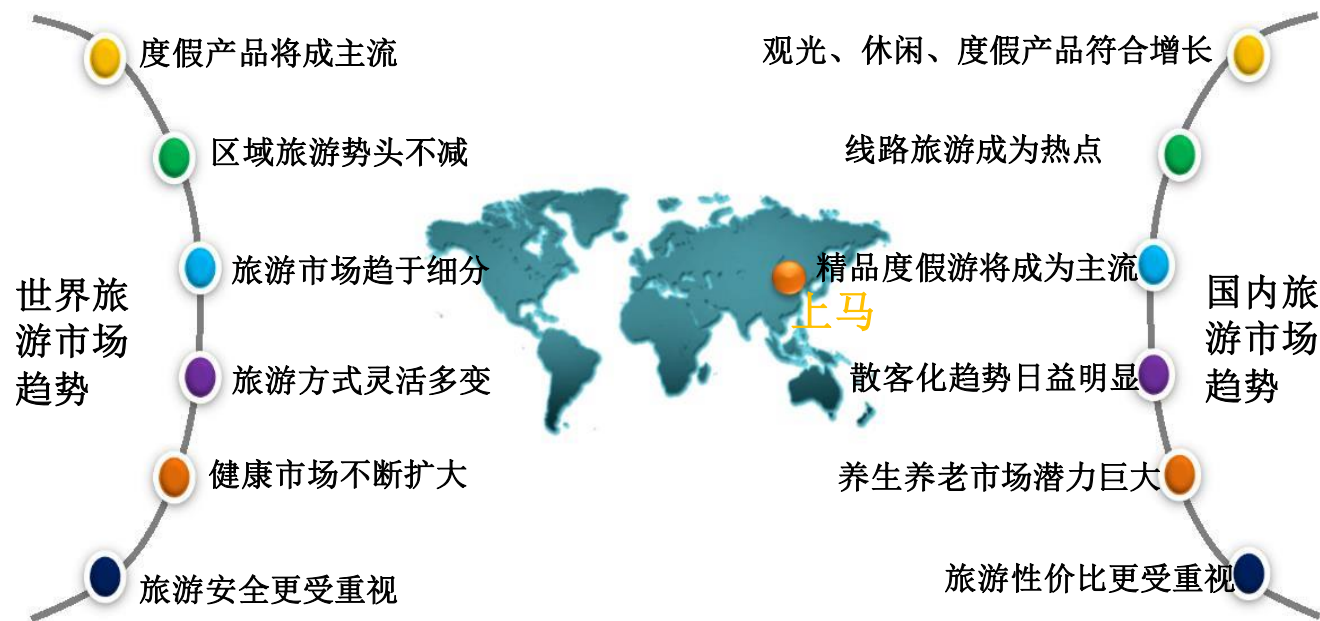 世界旅
游市场
趋势
度假产品将成主流
区域旅游势头不减
旅游市场趋于细分
旅游方式灵活多变
健康市场不断扩大
旅游安全更受重视
上马
观光、休闲、度假产品符合增长
线路旅游成为热点
精品度假游将成为主流
散客化趋势日益明显
养生养老市场潜力巨大
旅游性价比更受重视
国内旅
游市场
趋势